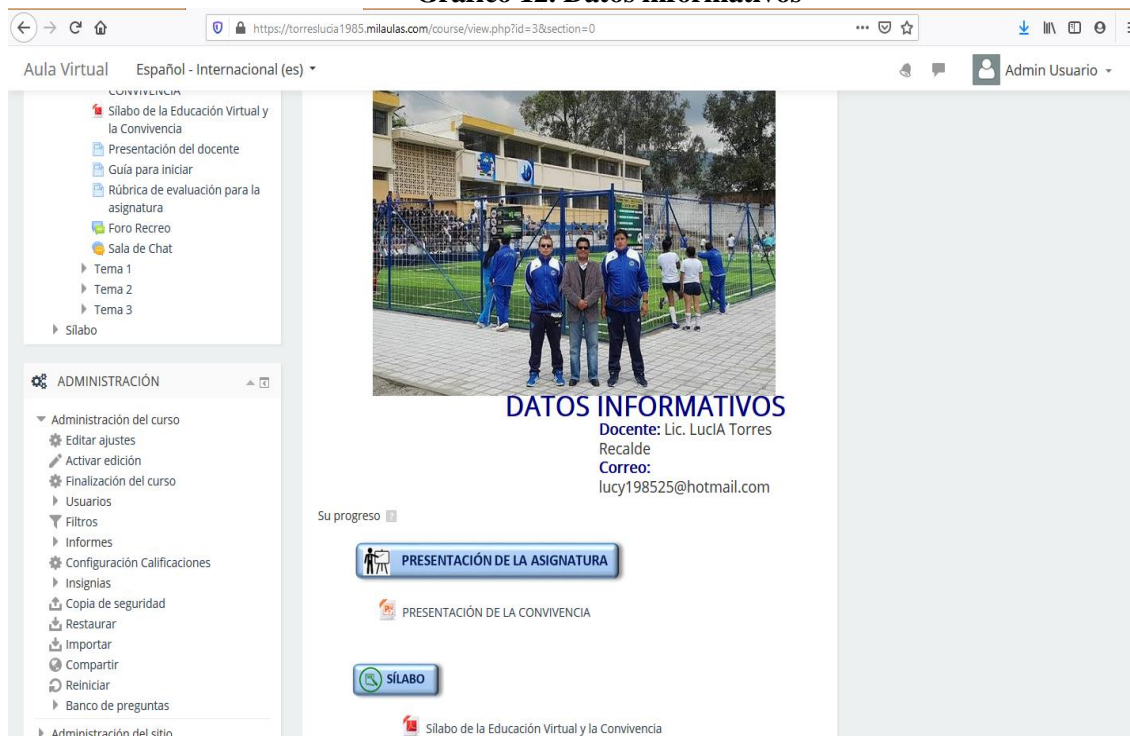 Gráfico 12. Datos informativos
https://torreslucia1985.milaulas.com/course/view.php?id=3&section=0
Aula Virtual Español - Internacional (es)
Admin Usuario
CONVIVENCIA
Sílabo de la Educación Virtual y
la Convivencia
Presentación del docente
Guía para iniciar
Rúbrica de evaluación para la
asignatura
Foro Recreo
Sala de Chat
Tema 1
Tema 2
Tema 3
Sílabo
ADMINISTRACIÓN
Administración del curso
Editar ajustes
Activar edición
Finalización del curso
Usuarios
Filtros
Informes
Configuración Calificaciones
Insignias
Copia de seguridad
Restaurar
Importar
Compartir
Reiniciar
Banco de preguntas
Administración del sitio
DATOS INFORMATIVOS
Docente: Lic. LucIA Torres
Recalde
Correo:
lucy198525@hotmail.com
Su progreso
PRESENTACIÓN DE LA ASIGNATURA
PRESENTACIÓN DE LA CONVIVENCIA
SÍLABO
Sílabo de la Educación Virtual y la Convivencia